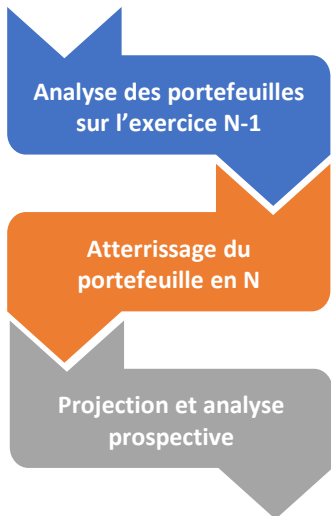 Analyse des portefeuilles
sur l’exercice N-1
Atterrissage du
portefeuille en N
Projection et analyse
prospective